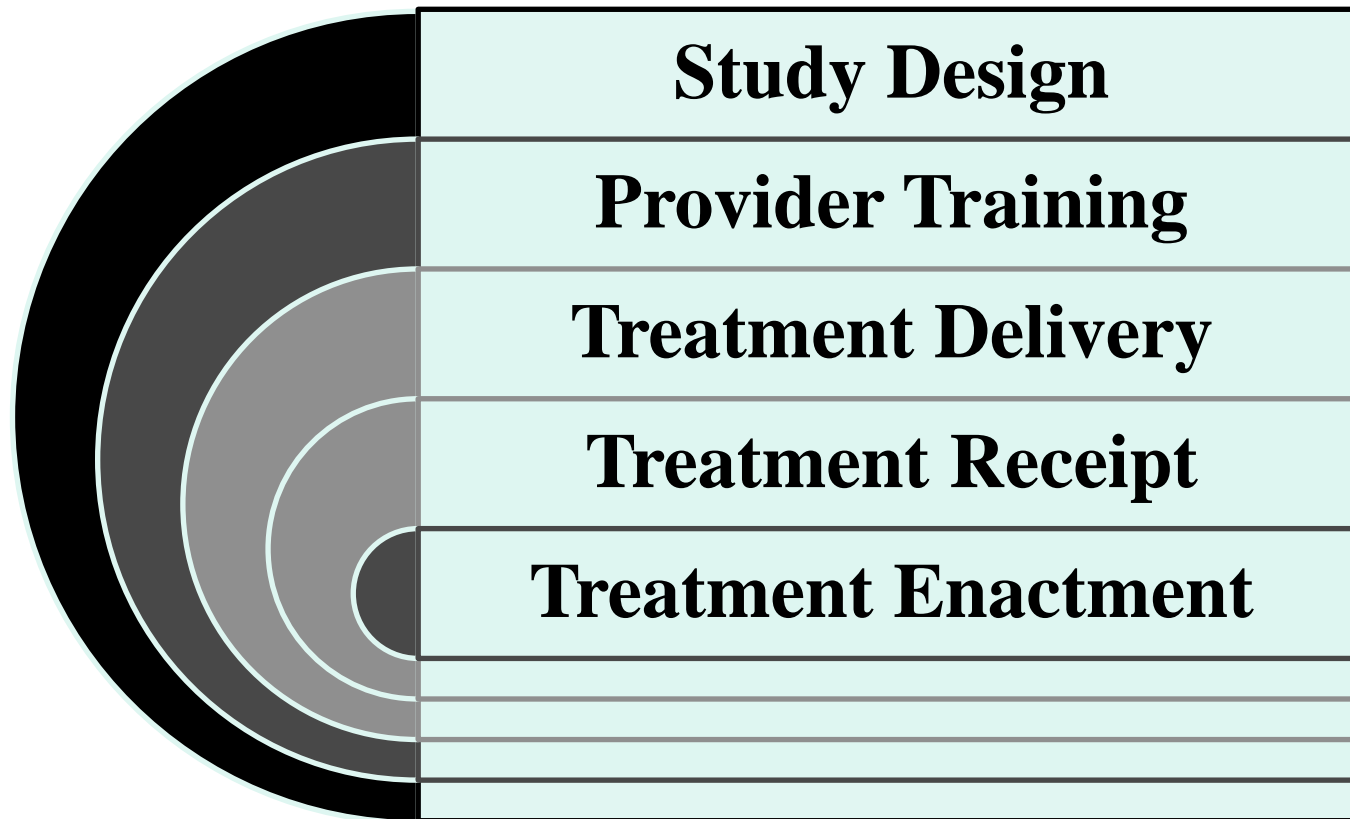 Study Design
Provider Training
Treatment Delivery
Treatment Receipt
Treatment Enactment